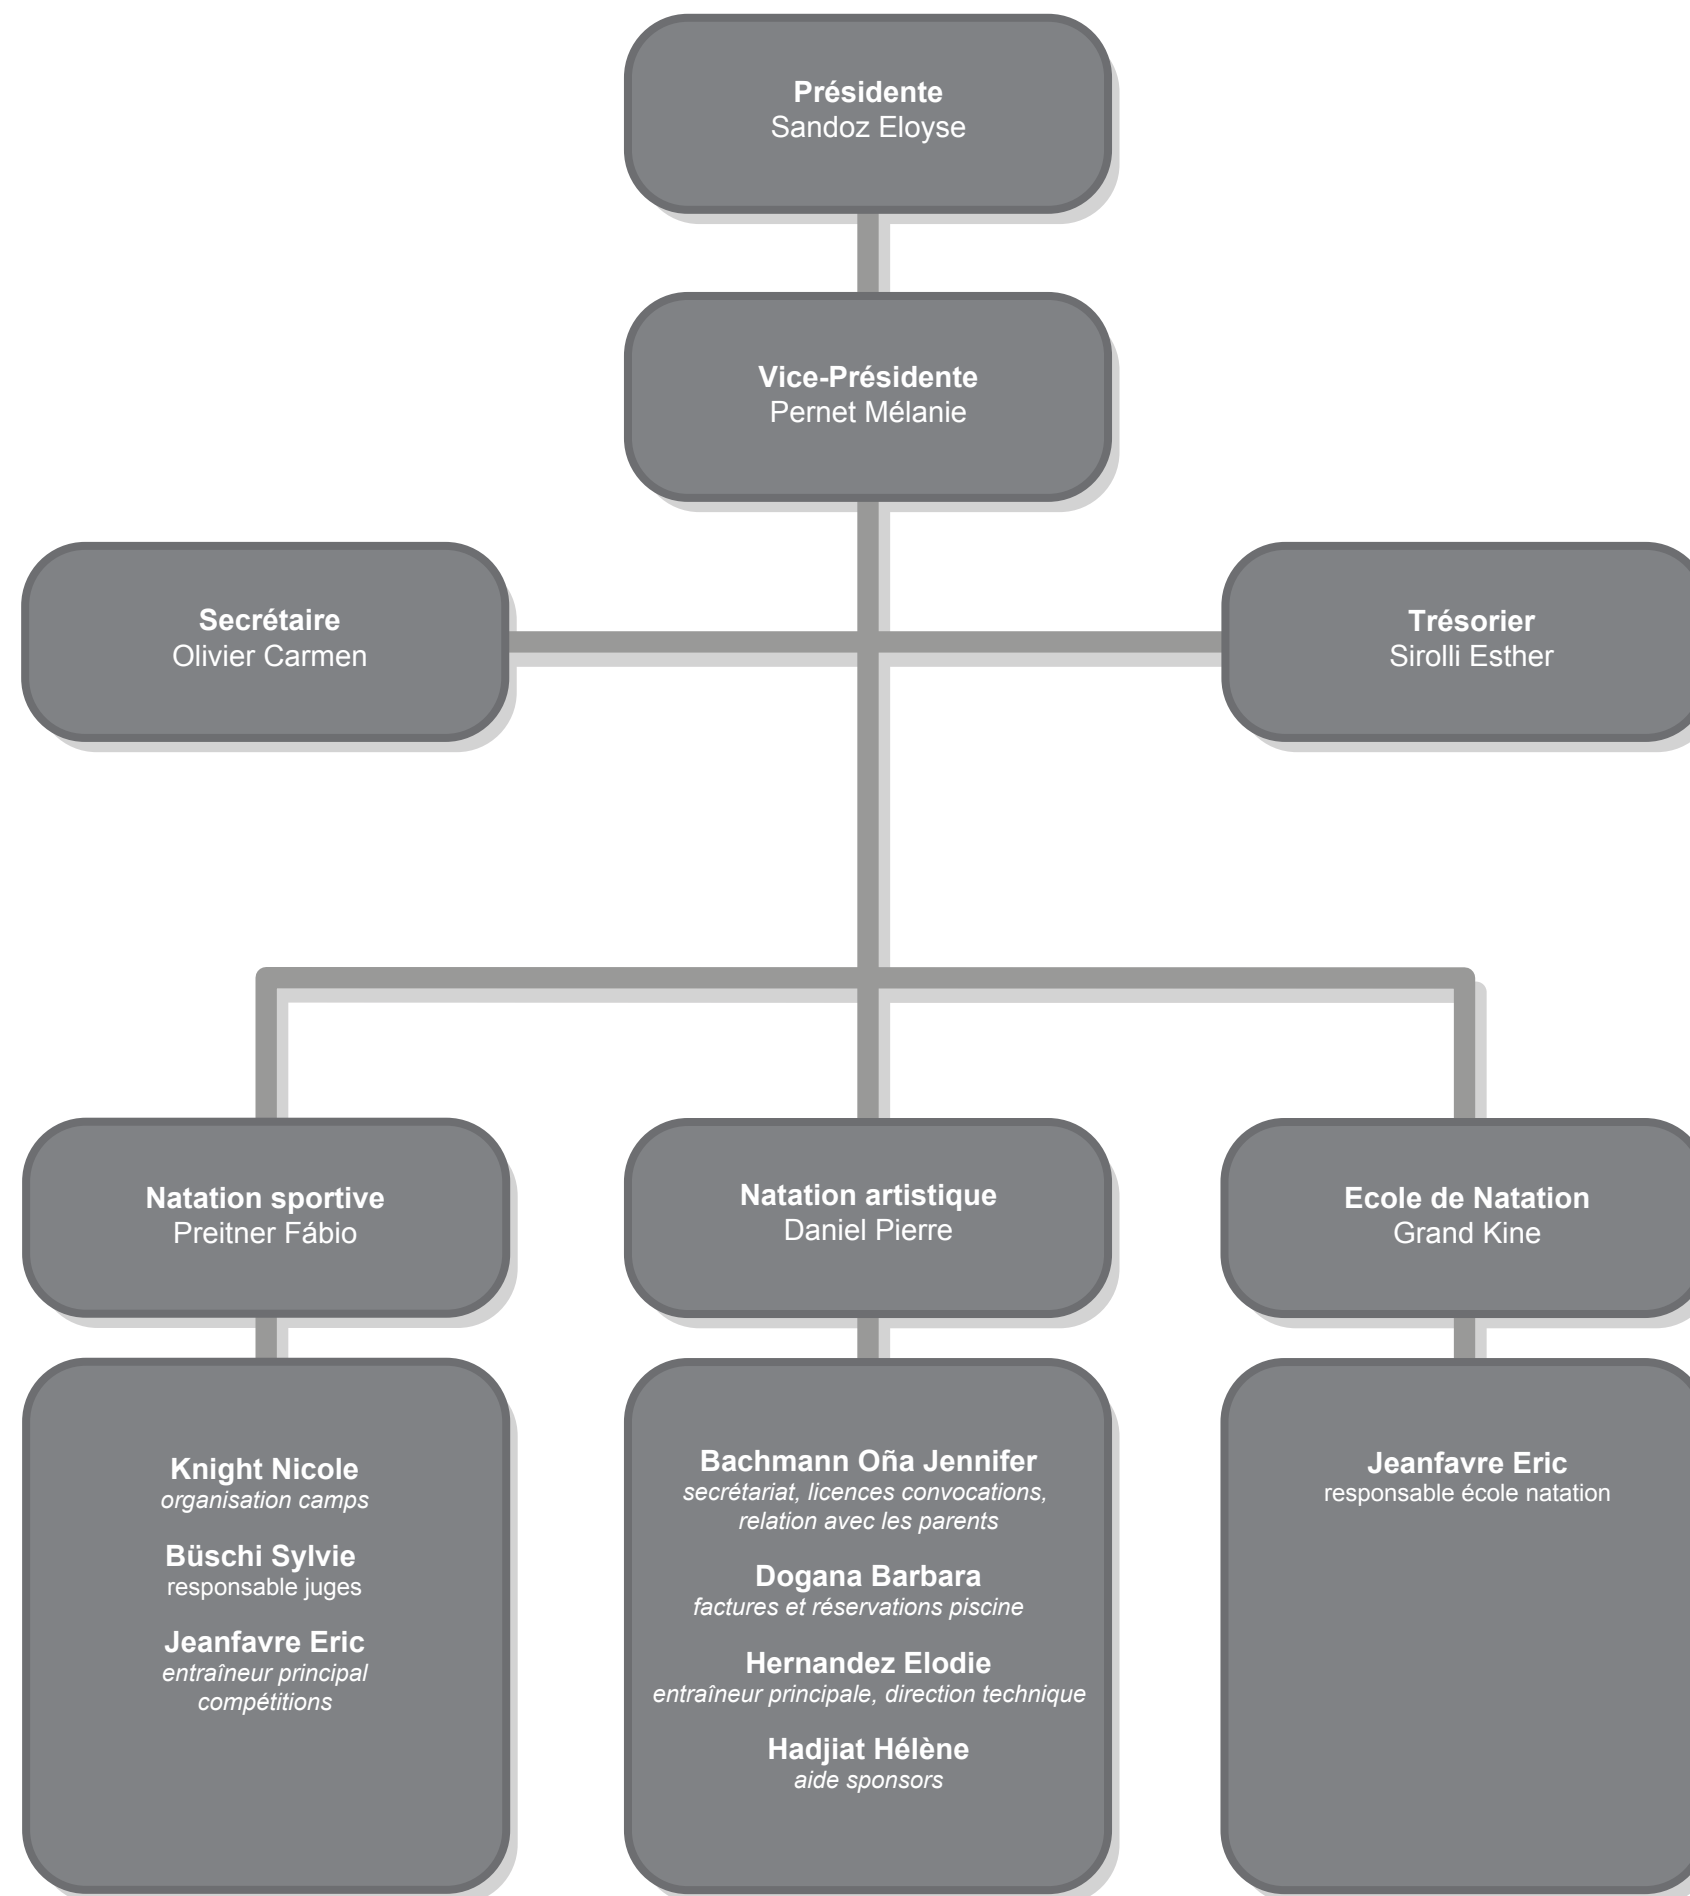 Présidente
Sandoz Eloyse
Vice-Présidente
Pernet Mélanie
Secrétaire
Olivier Carmen
Trésorier
Sirolli Esther
Natation sportive
Preitner Fábio
Natation artistique
Daniel Pierre
Ecole de Natation
Grand Kine
Knight Nicole
organisation camps
Büschi Sylvie
responsable juges
Jeanfavre Eric
entraîneur principal
compétitions
Bachmann Oña Jennifer
secrétariat, licences convocations,
relation avec les parents
Dogana Barbara
factures et réservations piscine
Hernandez Elodie
entraîneur principale, direction technique
Hadjiat Hélène
aide sponsors
Jeanfavre Eric
responsable école natation